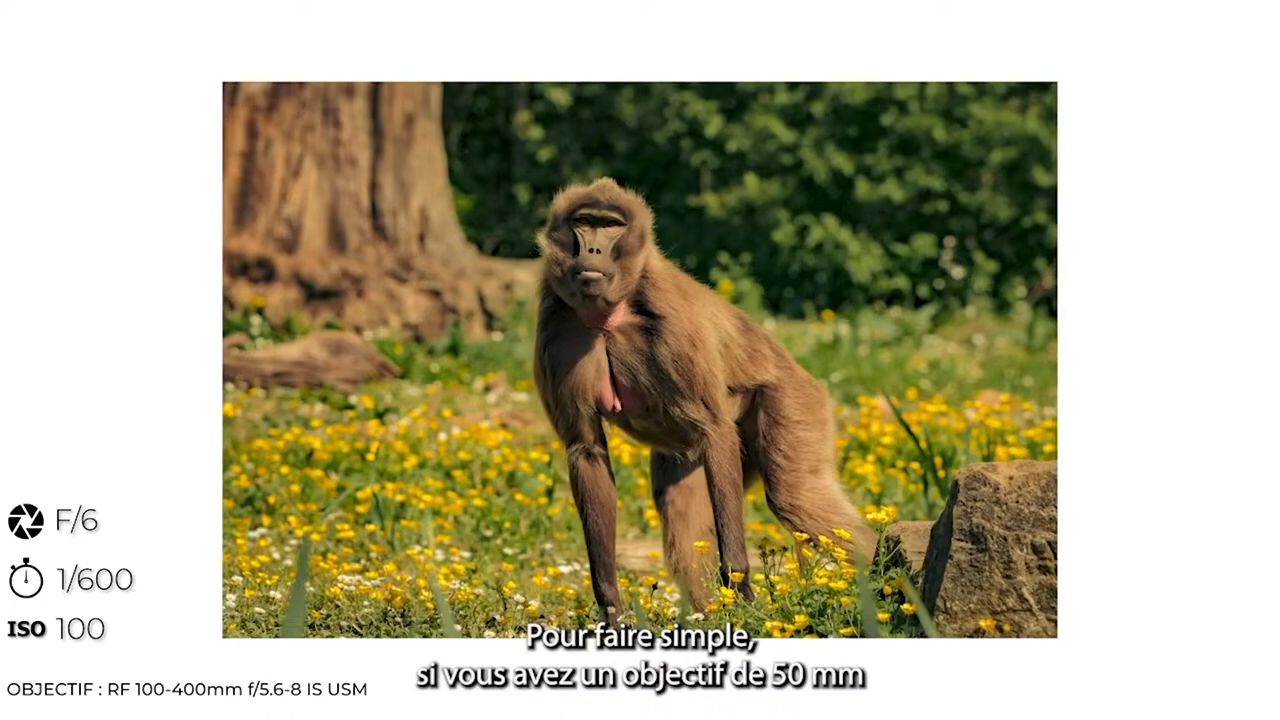 F/6
1/600
ISO 100
OBJECTIF : RF 100-400mm f/5.6-8 IS USM
Pour faire simple,
si vous avez un objectif de 50 mm